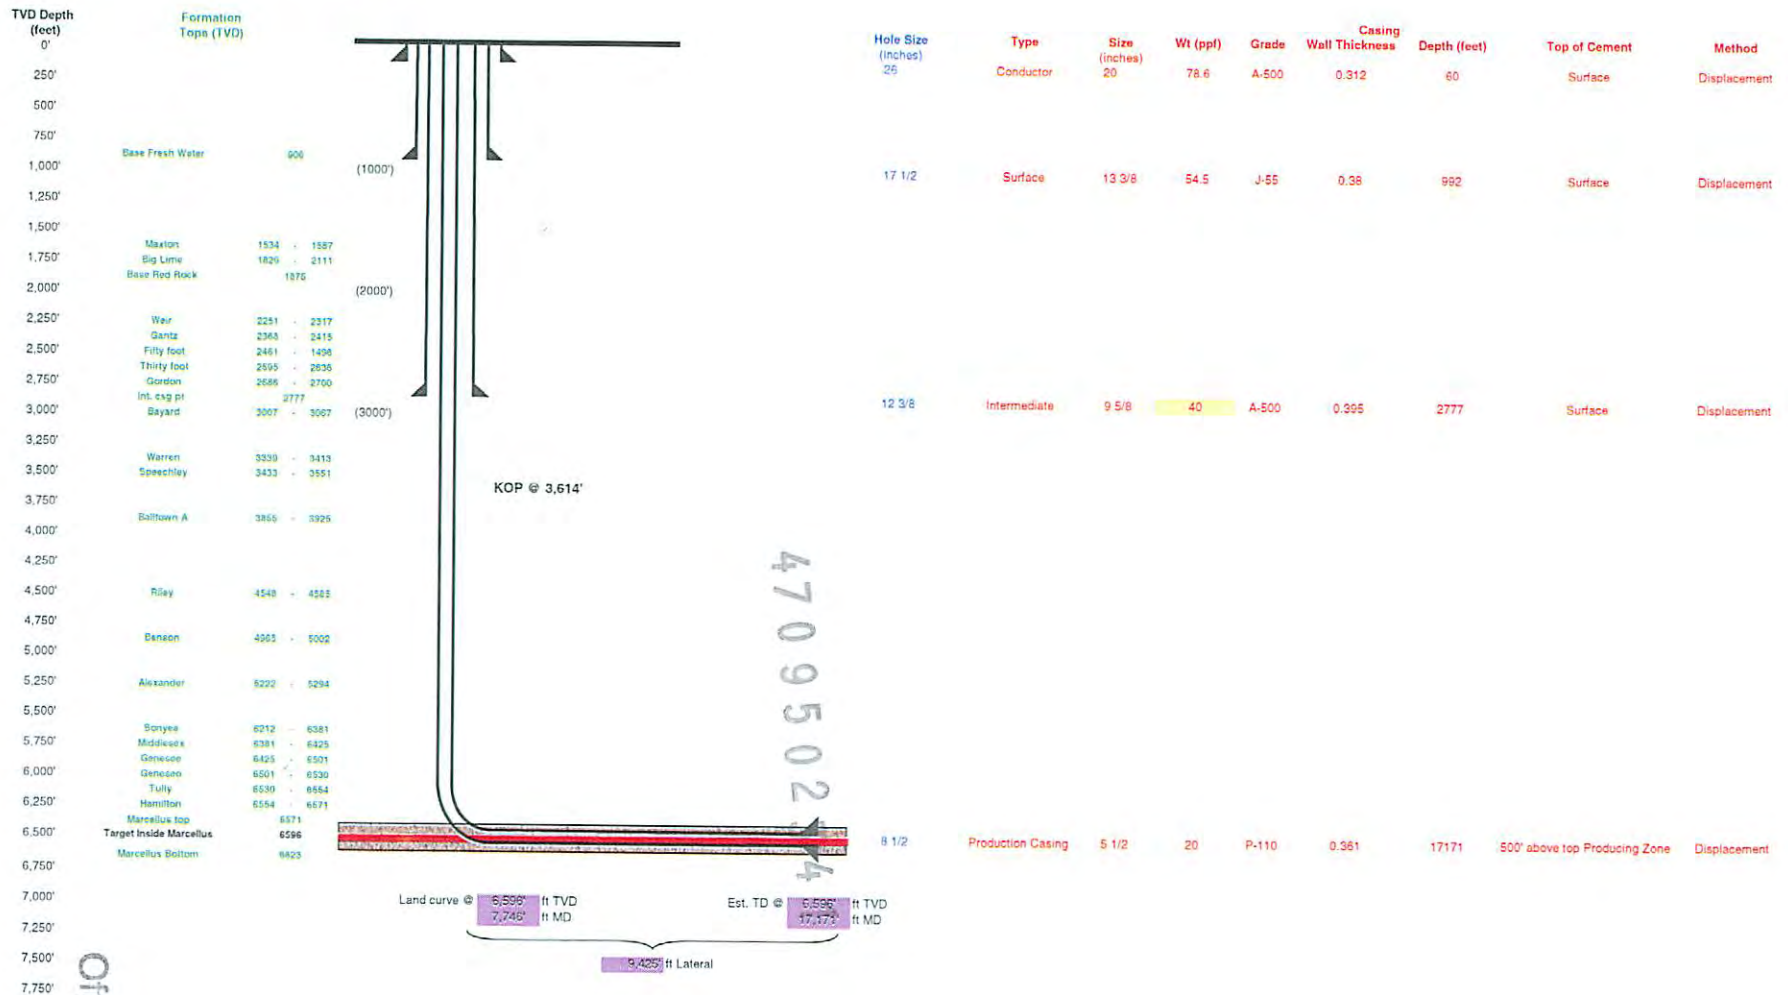 TVD Depth (feet)
Formation Tops (TVD)
Hole Size (inches) Type Size (inches) Wt (ppf) Grade Casing Wall Thickness Depth (feet) Top of Cement Method
0'
250'
26 Conductor 20 78.6 A-500 0.312 60 Surface Displacement
500'
750'
Base Fresh Water 906
1,000'
(1000')
17 1/2 Surface 13 3/8 54.5 J-55 0.38 992 Surface Displacement
1,250'
1,500'
Maxton 1534 - 1587
1,750'
Big Lime 1829 - 2111
Base Red Rock 1875
2,000'
(2000')
2,250'
Weir 2251 - 2317
Gantz 2368 - 2415
2,500'
Fifty foot 2461 - 1498
Thirty foot 2595 - 2636
2,750'
Gordon 2686 - 2700
Int. csg pt 2777
3,000'
Bayard 3007 - 3067
(3000')
12 3/8 Intermediate 9 5/8 40 A-500 0.395 2777 Surface Displacement
3,250'
Warren 3339 - 3413
3,500'
Speechley 3433 - 3551
KOP @ 3,614'
3,750'
Balltown A 3855 - 3925
4,000'
4,250'
4,500'
Riley 4548 - 4585
4,750'
Benson 4965 - 5002
5,000'
5,250'
Alexander 5222 - 5294
5,500'
Sonyea 6212 - 6381
5,750'
Middlesex 6381 - 6425
Genesee 6425 - 6501
6,000'
Geneseo 6501 - 6530
Tully 6530 - 6554
6,250'
Hamilton 6554 - 6571
Marcellus top 6571
6,500'
Target Inside Marcellus 6596
8 1/2 Production Casing 5 1/2 20 P-110 0.361 17171 500' above top Producing Zone Displacement
Marcellus Bottom 6623
6,750'
7,000'
7,250'
7,500'
7,750'
Land curve @ 6,596' ft TVD
7,746' ft MD
Est. TD @ 6,596' ft TVD
17,171' ft MD
9,425' ft Lateral
4709502 4
Of